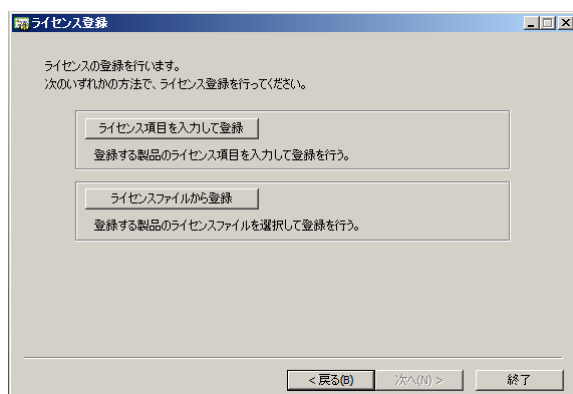 ライセンス登録
ライセンスの登録を行います。
次のいずれかの方法で、ライセンス登録を行ってください。
ライセンス項目を入力して登録
登録する製品のライセンス項目を入力して登録を行う。
ライセンスファイルから登録
登録する製品のライセンスファイルを選択して登録を行う。
< 戻る(B)
次へ(N) >
終了